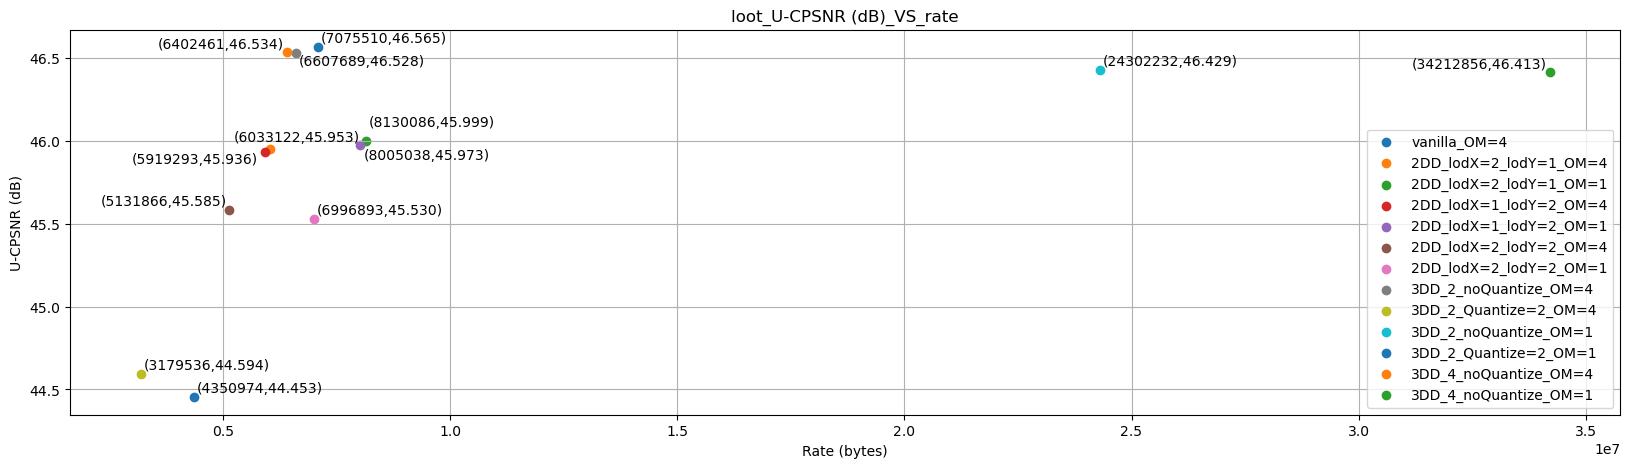 loot_U-CPSNR (dB)_VS_rate
(6402461,46.534)
(7075510,46.565)
(6607689,46.528)
(24302232,46.429)
(34212856,46.413)
(8130086,45.999)
(6033122,45.953)
(8005038,45.973)
(5919293,45.936)
(5131866,45.585)
(6996893,45.530)
(3179536,44.594)
(4350974,44.453)
46.5
46.0
45.5
45.0
44.5
U-CPSNR (dB)
vanilla_OM=4
2DD_lodX=2_lodY=1_OM=4
2DD_lodX=2_lodY=1_OM=1
2DD_lodX=1_lodY=2_OM=4
2DD_lodX=1_lodY=2_OM=1
2DD_lodX=2_lodY=2_OM=4
2DD_lodX=2_lodY=2_OM=1
3DD_2_noQuantize_OM=4
3DD_2_Quantize=2_OM=4
3DD_2_noQuantize_OM=1
3DD_2_Quantize=2_OM=1
3DD_4_noQuantize_OM=4
3DD_4_noQuantize_OM=1
0.5 1.0 1.5 2.0 2.5 3.0 3.5
1e7
Rate (bytes)